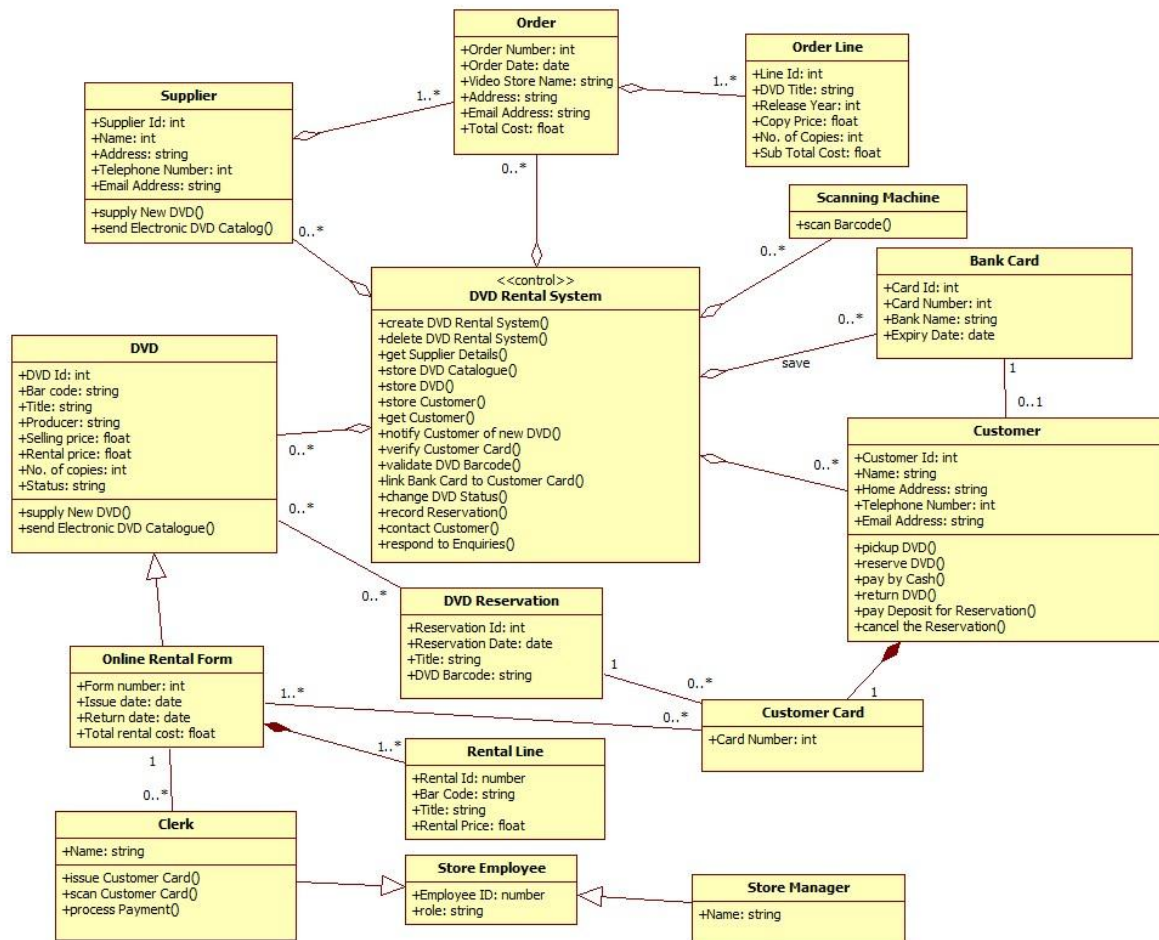 Order
+Order Number: int
+Order Date: date
+Video Store Name: string
+Address: string
+Email Address: string
+Total Cost: float
Order Line
+Line Id: int
+DVD Title: string
+Release Year: int
+Copy Price: float
+No. of Copies: int
+Sub Total Cost: float
1..*
1..*
0..*
Supplier
+Supplier Id: int
+Name: int
+Address: string
+Telephone Number: int
+Email Address: string
+supply New DVD()
+send Electronic DVD Catalog()
0..*
Scanning Machine
+scan Barcode()
0..*
Bank Card
+Card Id: int
+Card Number: int
+Bank Name: string
+Expiry Date: date
0..*
save
1
0..1
<<control>>
DVD Rental System
+create DVD Rental System()
+delete DVD Rental System()
+get Supplier Details()
+store DVD Catalogue()
+store DVD()
+store Customer()
+get Customer()
+notify Customer of new DVD()
+verify Customer Card()
+validate DVD Barcode()
+link Bank Card to Customer Card()
+change DVD Status()
+record Reservation()
+contact Customer()
+respond to Enquiries()
DVD
+DVD Id: int
+Bar code: string
+Title: string
+Producer: string
+Selling price: float
+Rental price: float
+No. of copies: int
+Status: string
+supply New DVD()
+send Electronic DVD Catalogue()
0..*
0..*
0..*
Customer
+Customer Id: int
+Name: string
+Home Address: string
+Telephone Number: int
+Email Address: string
+pickup DVD()
+reserve DVD()
+pay by Cash()
+return DVD()
+pay Deposit for Reservation()
+cancel the Reservation()
0..*
DVD Reservation
+Reservation Id: int
+Reservation Date: date
+Title: string
+DVD Barcode: string
1
0..*
1
Online Rental Form
+Form number: int
+Issue date: date
+Return date: date
+Total rental cost: float
1..*
0..*
Customer Card
+Card Number: int
1..*
Rental Line
+Rental Id: number
+Bar Code: string
+Title: string
+Rental Price: float
1
0..*
Clerk
+Name: string
+issue Customer Card()
+scan Customer Card()
+process Payment()
Store Employee
+Employee ID: number
+role: string
Store Manager
+Name: string